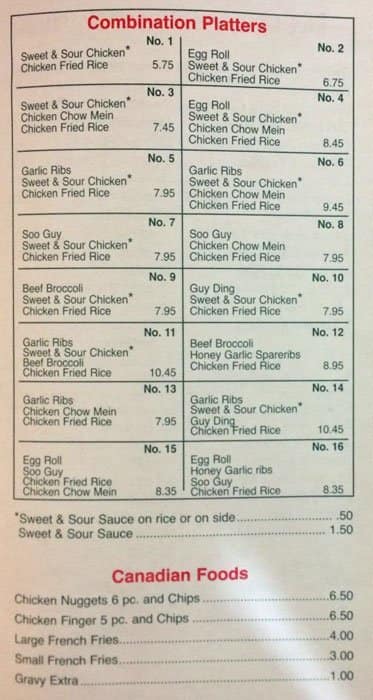 Combination Platters
No. 1
Sweet & Sour Chicken*
Chicken Fried Rice 5.75
No. 2
Egg Roll
Sweet & Sour Chicken*
Chicken Fried Rice 6.75
No. 3
Sweet & Sour Chicken*
Chicken Chow Mein
Chicken Fried Rice 7.45
No. 4
Egg Roll
Sweet & Sour Chicken*
Chicken Chow Mein
Chicken Fried Rice 8.45
No. 5
Garlic Ribs
Sweet & Sour Chicken*
Chicken Fried Rice 7.95
No. 6
Garlic Ribs
Sweet & Sour Chicken*
Chicken Chow Mein
Chicken Fried Rice 9.45
No. 7
Soo Guy
Sweet & Sour Chicken*
Chicken Fried Rice 7.95
No. 8
Soo Guy
Chicken Chow Mein
Chicken Fried Rice 7.95
No. 9
Beef Broccoli
Sweet & Sour Chicken*
Chicken Fried Rice 7.95
No. 10
Guy Ding
Sweet & Sour Chicken*
Chicken Fried Rice 7.95
No. 11
Garlic Ribs
Sweet & Sour Chicken*
Beef Broccoli
Chicken Fried Rice 10.45
No. 12
Beef Broccoli
Honey Garlic Spareribs
Chicken Fried Rice 8.95
No. 13
Garlic Ribs
Chicken Chow Mein
Chicken Fried Rice 7.95
No. 14
Garlic Ribs
Sweet & Sour Chicken*
Guy Ding
Chicken Fried Rice 10.45
No. 15
Egg Roll
Soo Guy
Chicken Fried Rice
Chicken Chow Mein 8.35
No. 16
Egg Roll
Honey Garlic ribs
Soo Guy
Chicken Fried Rice 8.35
*Sweet & Sour Sauce on rice or on side .50
Sweet & Sour Sauce 1.50
Canadian Foods
Chicken Nuggets 6 pc. and Chips 6.50
Chicken Finger 5 pc. and Chips 6.50
Large French Fries 4.00
Small French Fries 3.00
Gravy Extra 1.00